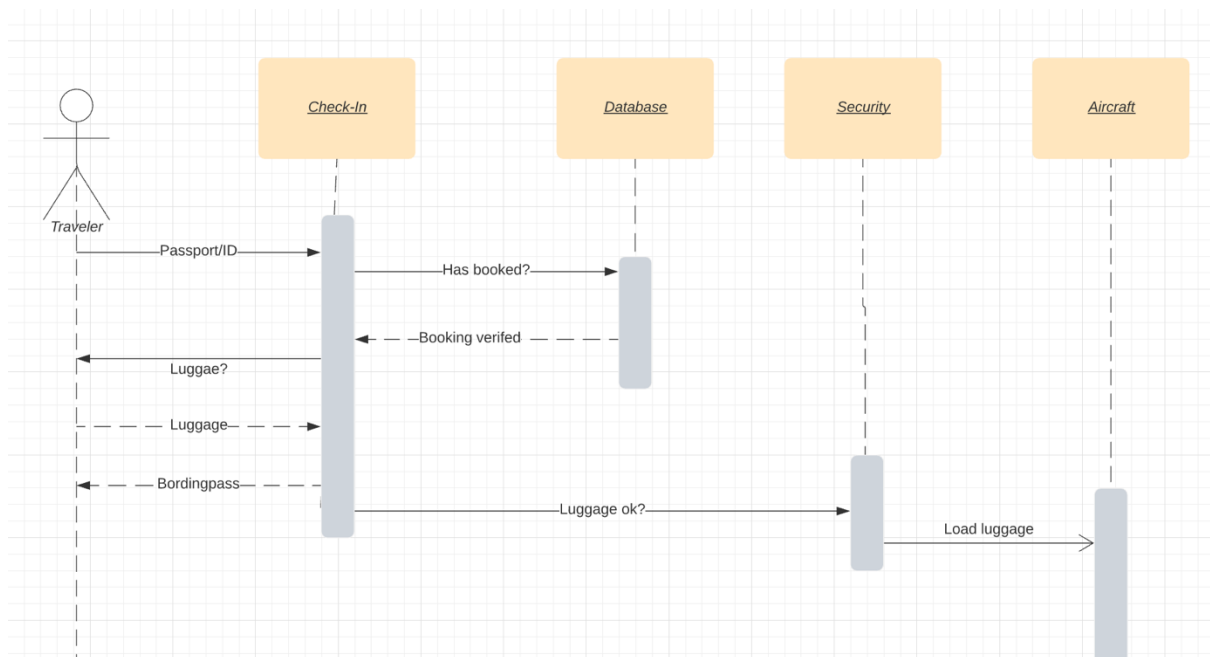 Check-In
Database
Security
Aircraft
Traveler
Passport/ID
Has booked?
Booking verifed
Luggae?
Luggage
Bordingpass
Luggage ok?
Load luggage